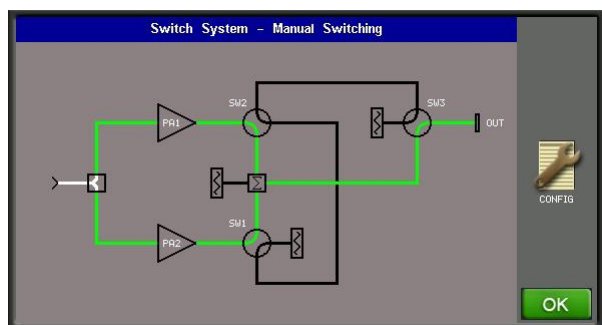 Switch System - Manual Switching
SW2
SW3
PA1
OUT
Σ
CONFIG
SW1
PA2
OK